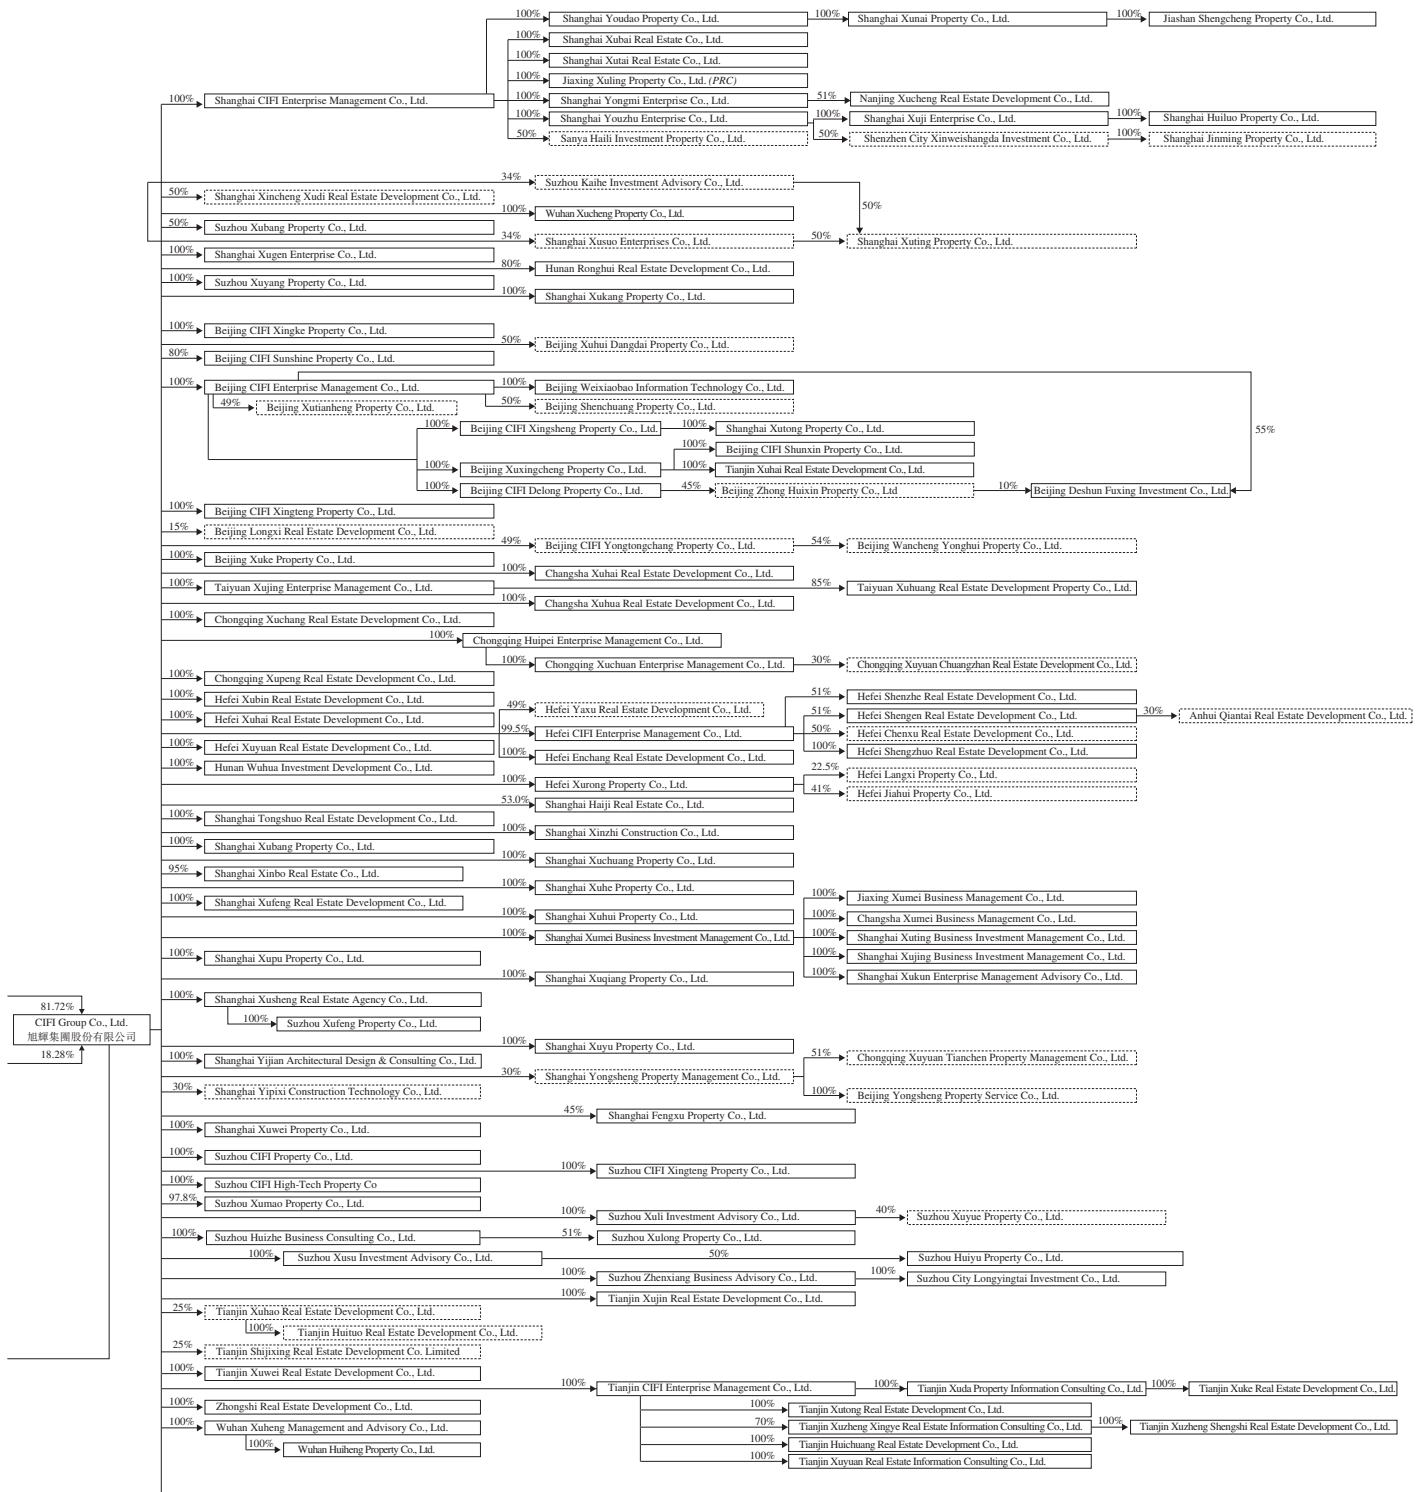 100% Shanghai Youdao Property Co., Ltd. 100% Shanghai Xunai Property Co., Ltd. 100% Jiashan Shengcheng Property Co., Ltd.
100% Shanghai Xubai Real Estate Co., Ltd.
100% Shanghai Xutai Real Estate Co., Ltd.
100% Jiaxing Xuling Property Co., Ltd. (PRC)
100% Shanghai CIFI Enterprise Management Co., Ltd. 100% Shanghai Yongmi Enterprise Co., Ltd. 51% Nanjing Xucheng Real Estate Development Co., Ltd.
100% Shanghai Youzhu Enterprise Co., Ltd. 100% Shanghai Xuji Enterprise Co., Ltd. 100% Shanghai Huiluo Property Co., Ltd.
50% Sanya Haili Investment Property Co., Ltd. 50% Shenzhen City Xinweishangda Investment Co., Ltd. 100% Shanghai Jinming Property Co., Ltd.
34% Suzhou Kaihe Investment Advisory Co., Ltd.
50% Shanghai Xincheng Xudi Real Estate Development Co., Ltd.
50%
100% Wuhan Xucheng Property Co., Ltd.
50% Suzhou Xubang Property Co., Ltd.
34% Shanghai Xusuo Enterprises Co., Ltd. 50% Shanghai Xuting Property Co., Ltd.
100% Shanghai Xugen Enterprise Co., Ltd.
80% Hunan Ronghui Real Estate Development Co., Ltd.
100% Suzhou Xuyang Property Co., Ltd.
100% Shanghai Xukang Property Co., Ltd.
100% Beijing CIFI Xingke Property Co., Ltd.
50% Beijing Xuhui Dangdai Property Co., Ltd.
80% Beijing CIFI Sunshine Property Co., Ltd.
100% Beijing CIFI Enterprise Management Co., Ltd. 100% Beijing Weixiaobao Information Technology Co., Ltd.
49% Beijing Xutianheng Property Co., Ltd. 50% Beijing Shenchuang Property Co., Ltd.
100% Beijing CIFI Xingsheng Property Co., Ltd. 100% Shanghai Xutong Property Co., Ltd. 55%
100% Beijing CIFI Shunxin Property Co., Ltd.
100% Beijing Xuxingcheng Property Co., Ltd. 100% Tianjin Xuhai Real Estate Development Co., Ltd.
100% Beijing CIFI Delong Property Co., Ltd. 45% Beijing Zhong Huixin Property Co., Ltd 10% Beijing Deshun Fuxing Investment Co., Ltd.
100% Beijing CIFI Xingteng Property Co., Ltd.
15% Beijing Longxi Real Estate Development Co., Ltd.
49% Beijing CIFI Yongtongchang Property Co., Ltd. 54% Beijing Wancheng Yonghui Property Co., Ltd.
100% Beijing Xuke Property Co., Ltd.
100% Changsha Xuhai Real Estate Development Co., Ltd.
100% Taiyuan Xujing Enterprise Management Co., Ltd. 85% Taiyuan Xuhuang Real Estate Development Property Co., Ltd.
100% Changsha Xuhua Real Estate Development Co., Ltd.
100% Chongqing Xuchang Real Estate Development Co., Ltd.
100% Chongqing Huipei Enterprise Management Co., Ltd.
100% Chongqing Xuchuan Enterprise Management Co., Ltd. 30% Chongqing Xuyuan Chuangzhan Real Estate Development Co., Ltd.
100% Chongqing Xupeng Real Estate Development Co., Ltd.
100% Hefei Xubin Real Estate Development Co., Ltd. 51% Hefei Shenzhe Real Estate Development Co., Ltd.
49% Hefei Yaxu Real Estate Development Co., Ltd.
100% Hefei Xuhai Real Estate Development Co., Ltd. 51% Hefei Shengen Real Estate Development Co., Ltd. 30% Anhui Qiantai Real Estate Development Co., Ltd.
99.5% Hefei CIFI Enterprise Management Co., Ltd. 50% Hefei Chenxu Real Estate Development Co., Ltd.
100% Hefei Xuyuan Real Estate Development Co., Ltd. 100% Hefei Shengzhuo Real Estate Development Co., Ltd.
100% Hefei Enchang Real Estate Development Co., Ltd.
100% Hunan Wuhua Investment Development Co., Ltd. 22.5% Hefei Langxi Property Co., Ltd.
100% Hefei Xurong Property Co., Ltd.
41% Hefei Jiahui Property Co., Ltd.
53.0% Shanghai Haiji Real Estate Co., Ltd.
100% Shanghai Tongshuo Real Estate Development Co., Ltd.
100% Shanghai Xinzhi Construction Co., Ltd.
100% Shanghai Xubang Property Co., Ltd.
100% Shanghai Xuchuang Property Co., Ltd.
95% Shanghai Xinbo Real Estate Co., Ltd.
100% Shanghai Xuhe Property Co., Ltd.
100% Jiaxing Xumei Business Management Co., Ltd.
100% Shanghai Xufeng Real Estate Development Co., Ltd.
100% Shanghai Xuhui Property Co., Ltd. 100% Changsha Xumei Business Management Co., Ltd.
100% Shanghai Xumei Business Investment Management Co., Ltd. 100% Shanghai Xuting Business Investment Management Co., Ltd.
100% Shanghai Xupu Property Co., Ltd. 100% Shanghai Xujing Business Investment Management Co., Ltd.
100% Shanghai Xuqiang Property Co., Ltd. 100% Shanghai Xukun Enterprise Management Advisory Co., Ltd.
100% Shanghai Xusheng Real Estate Agency Co., Ltd.
81.72%
CIFI Group Co., Ltd. 100% Suzhou Xufeng Property Co., Ltd.
旭輝集團股份有限公司
100% Shanghai Xuyu Property Co., Ltd.
18.28% 100% Shanghai Yijian Architectural Design & Consulting Co., Ltd. 51% Chongqing Xuyuan Tianchen Property Management Co., Ltd.
30% Shanghai Yongsheng Property Management Co., Ltd.
30% Shanghai Yipixi Construction Technology Co., Ltd. 100% Beijing Yongsheng Property Service Co., Ltd.
45% Shanghai Fengxu Property Co., Ltd.
100% Shanghai Xuwei Property Co., Ltd.
100% Suzhou CIFI Property Co., Ltd.
100% Suzhou CIFI Xingteng Property Co., Ltd.
100% Suzhou CIFI High-Tech Property Co
97.8% Suzhou Xumao Property Co., Ltd.
100% Suzhou Xuli Investment Advisory Co., Ltd. 40% Suzhou Xuyue Property Co., Ltd.
100% Suzhou Huizhe Business Consulting Co., Ltd. 51% Suzhou Xulong Property Co., Ltd.
100% Suzhou Xusu Investment Advisory Co., Ltd. 50% Suzhou Huiyu Property Co., Ltd.
100% Suzhou Zhenxiang Business Advisory Co., Ltd. 100% Suzhou City Longyingtai Investment Co., Ltd.
100% Tianjin Xujin Real Estate Development Co., Ltd.
25% Tianjin Xuhao Real Estate Development Co., Ltd.
100% Tianjin Huituo Real Estate Development Co., Ltd.
25% Tianjin Shijixing Real Estate Development Co. Limited
100% Tianjin Xuwei Real Estate Development Co., Ltd.
100% Tianjin CIFI Enterprise Management Co., Ltd. 100% Tianjin Xuda Property Information Consulting Co., Ltd. 100% Tianjin Xuke Real Estate Development Co., Ltd.
100% Zhongshi Real Estate Development Co., Ltd. 100% Tianjin Xutong Real Estate Development Co., Ltd.
100% Wuhan Xuheng Management and Advisory Co., Ltd. 70% Tianjin Xuzheng Xingye Real Estate Information Consulting Co., Ltd. 100% Tianjin Xuzheng Shengshi Real Estate Development Co., Ltd.
100% Wuhan Huiheng Property Co., Ltd. 100% Tianjin Huichuang Real Estate Development Co., Ltd.
100% Tianjin Xuyuan Real Estate Information Consulting Co., Ltd.